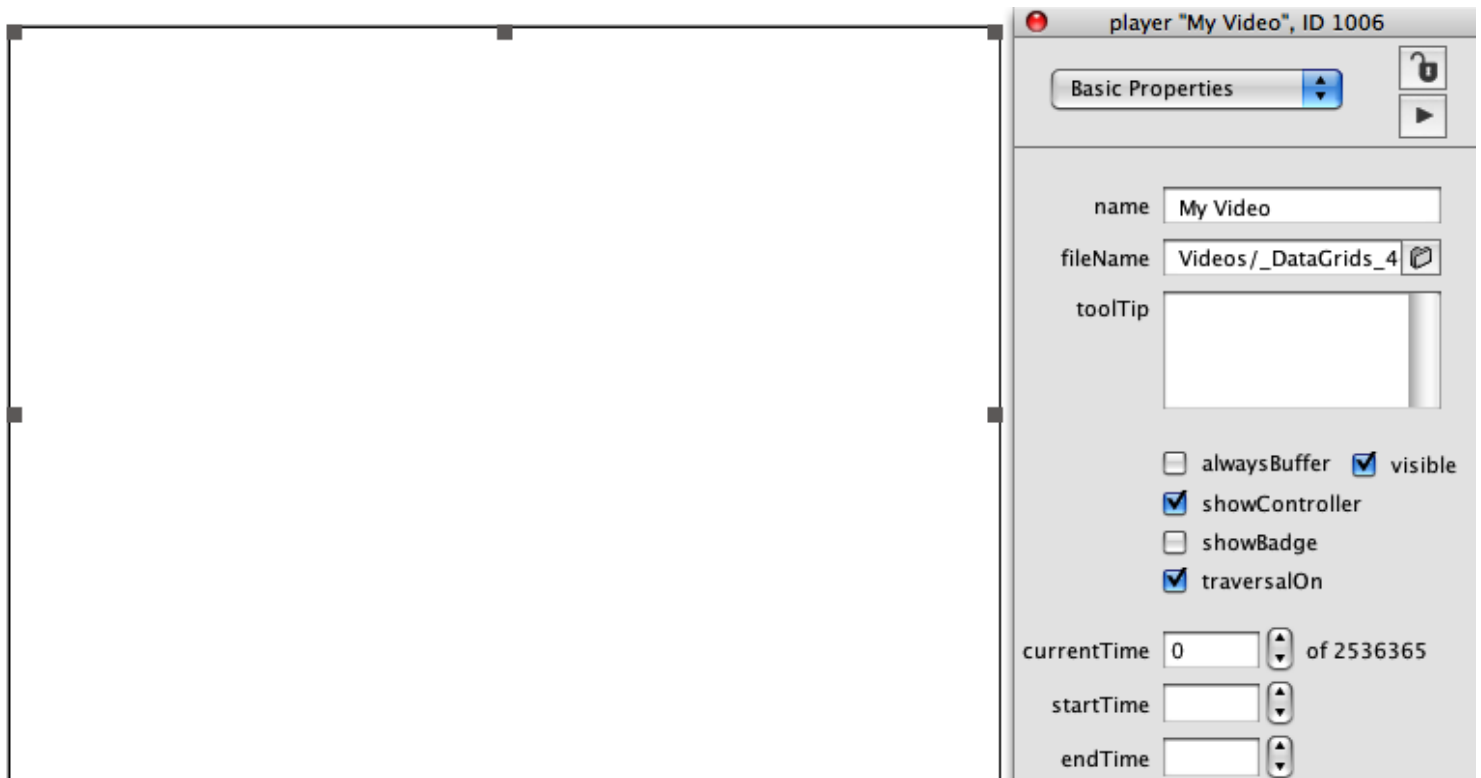 player "My Video", ID 1006
Basic Properties
name My Video
fileName Videos/_DataGrids_4
toolTip
alwaysBuffer visible
showController
showBadge
traversalOn
currentTime 0 of 2536365
startTime
endTime